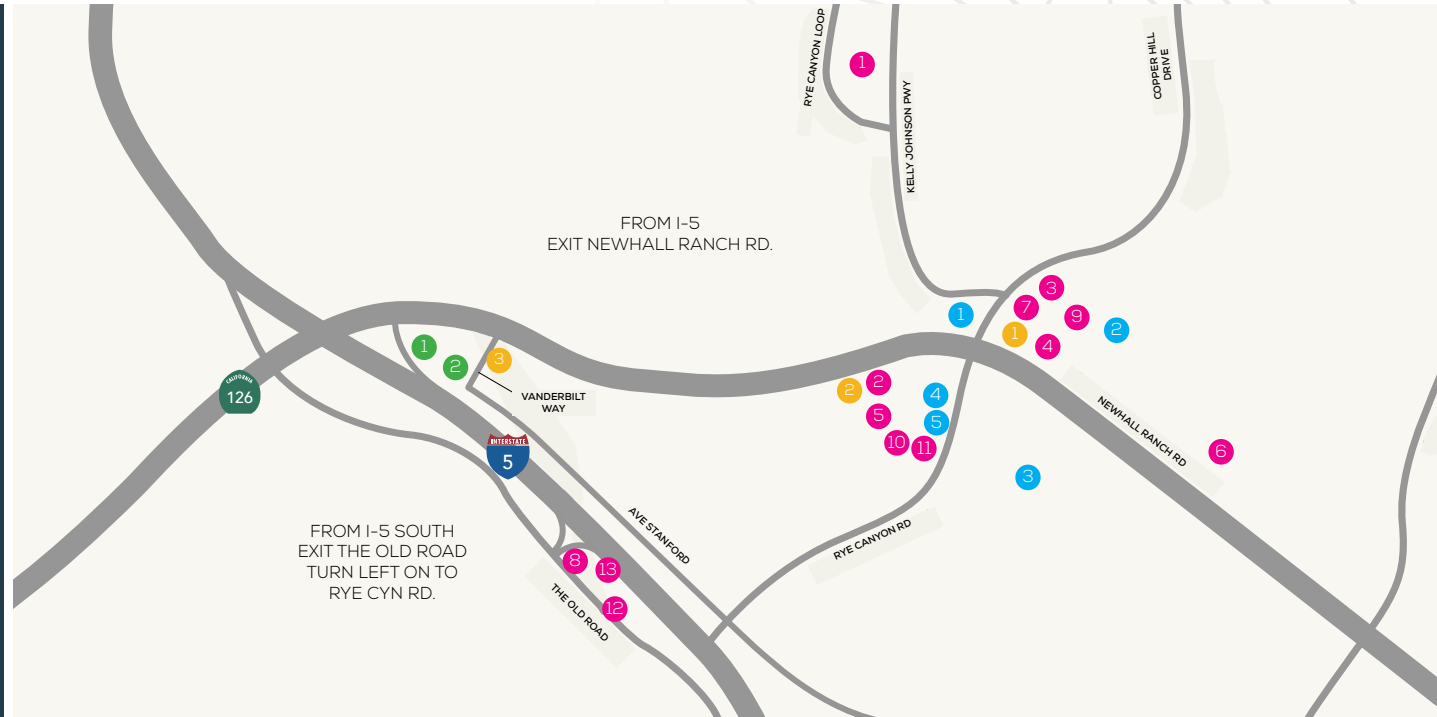 RYE CANYON LOOP
1
KELLY JOHNSON PWY
COPPER HILL
DRIVE
FROM I-5
EXIT NEWHALL RANCH RD.
3
7
9
1
2
1
4
1
2
3
VANDERBILT
WAY
CALIFORNIA
126
INTERSTATE
5
2
2
4
5
5
10
11
3
NEWHALL RANCH RD
6
RYE CANYON RD
AVE STANFORD
FROM I-5 SOUTH
EXIT THE OLD ROAD
TURN LEFT ON TO
RYE CYN RD.
8
13
12
THE OLD ROAD